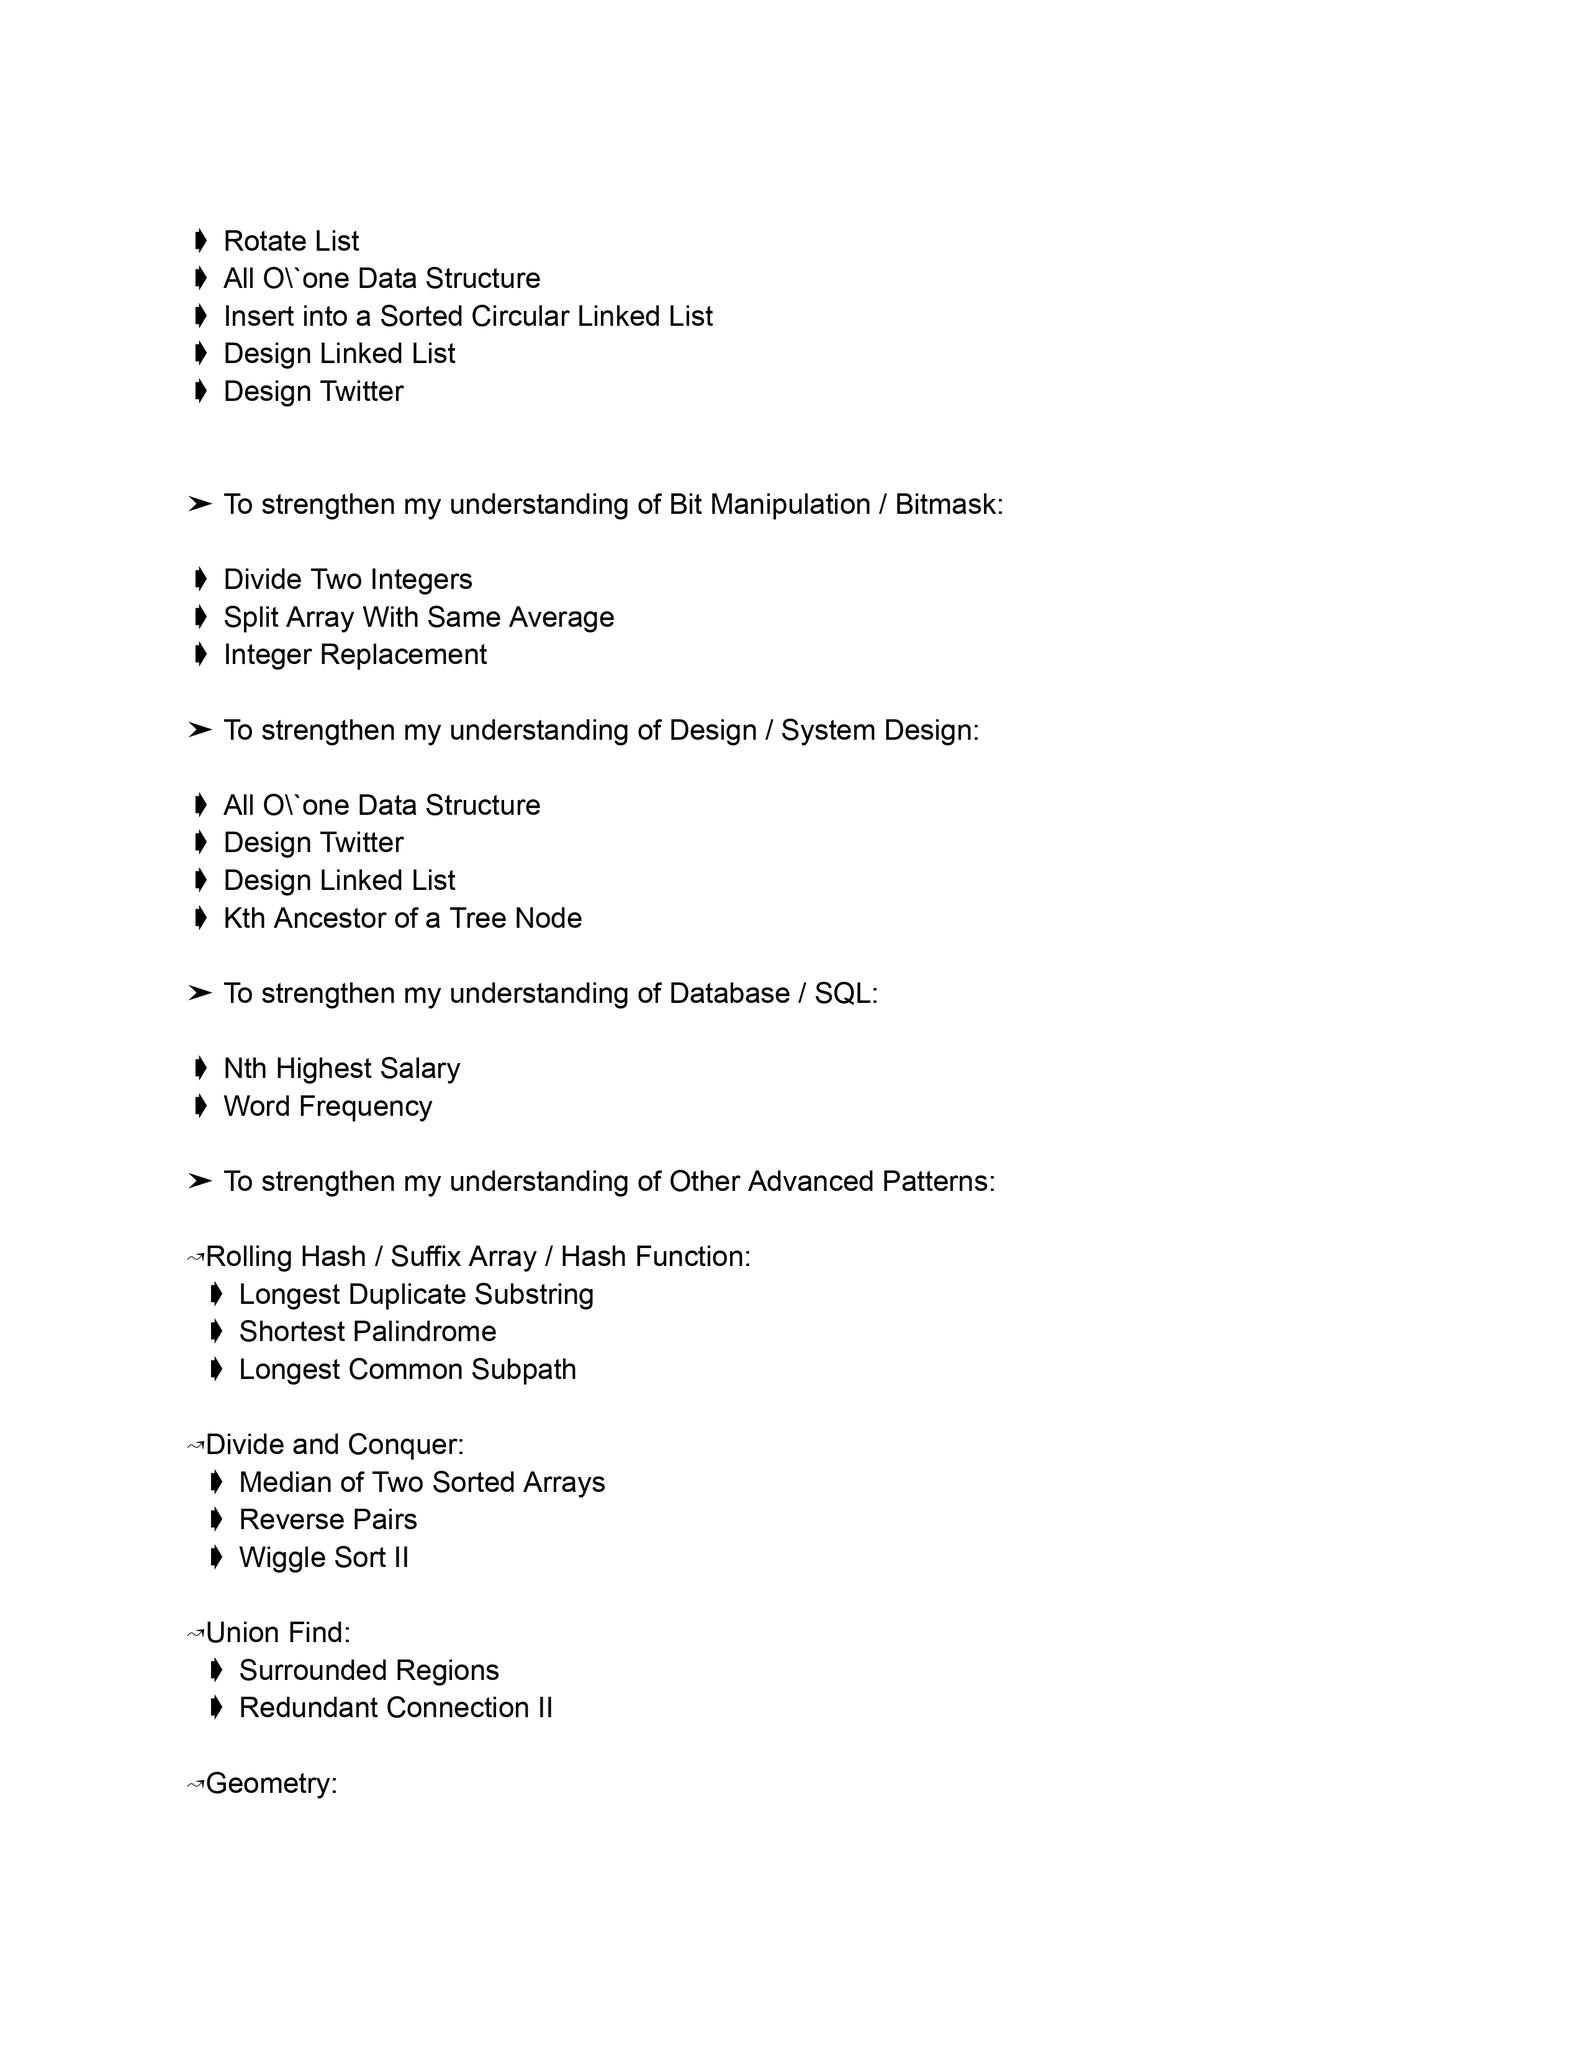 ➧ Rotate List
➧ All O\`one Data Structure
➧ Insert into a Sorted Circular Linked List
➧ Design Linked List
➧ Design Twitter
➢ To strengthen my understanding of Bit Manipulation / Bitmask:
➧ Divide Two Integers
➧ Split Array With Same Average
➧ Integer Replacement
➢ To strengthen my understanding of Design / System Design:
➧ All O\`one Data Structure
➧ Design Twitter
➧ Design Linked List
➧ Kth Ancestor of a Tree Node
➢ To strengthen my understanding of Database / SQL:
➧ Nth Highest Salary
➧ Word Frequency
➢ To strengthen my understanding of Other Advanced Patterns:
⤳Rolling Hash / Suffix Array / Hash Function:
➧ Longest Duplicate Substring
➧ Shortest Palindrome
➧ Longest Common Subpath
⤳Divide and Conquer:
➧ Median of Two Sorted Arrays
➧ Reverse Pairs
➧ Wiggle Sort II
⤳Union Find:
➧ Surrounded Regions
➧ Redundant Connection II
⤳Geometry: